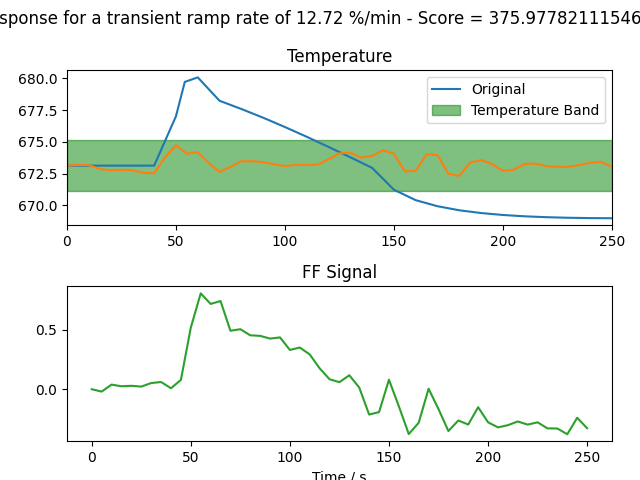 sponse for a transient ramp rate of 12.72 %/min - Score = 375.97782111546
Temperature
680.0
677.5
675.0
672.5
670.0
Original
Temperature Band
0 50 100 150 200 250
FF Signal
0.5
0.0
0 50 100 150 200 250
Time / s